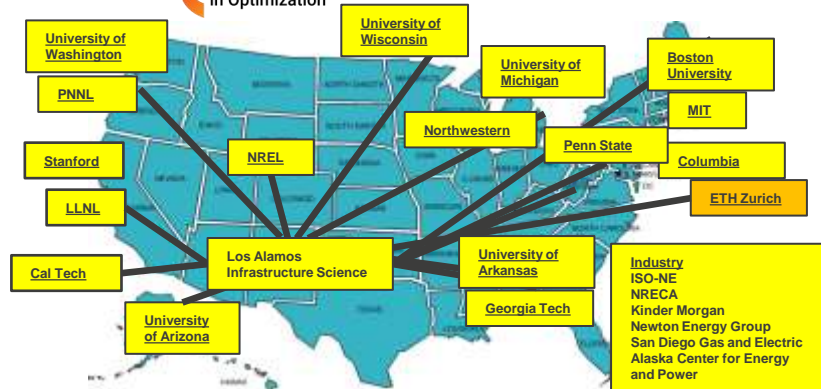 in Optimization
University of
Washington
University of
Wisconsin
University of
Michigan
Boston
University
PNNL
MIT
Northwestern
Penn State
Stanford
NREL
Columbia
LLNL
ETH Zurich
Los Alamos
Infrastructure Science
University of
Arkansas
Cal Tech
Georgia Tech
University
of Arizona
Industry
ISO-NE
NRECA
Kinder Morgan
Newton Energy Group
San Diego Gas and Electric
Alaska Center for Energy
and Power
TEXAS